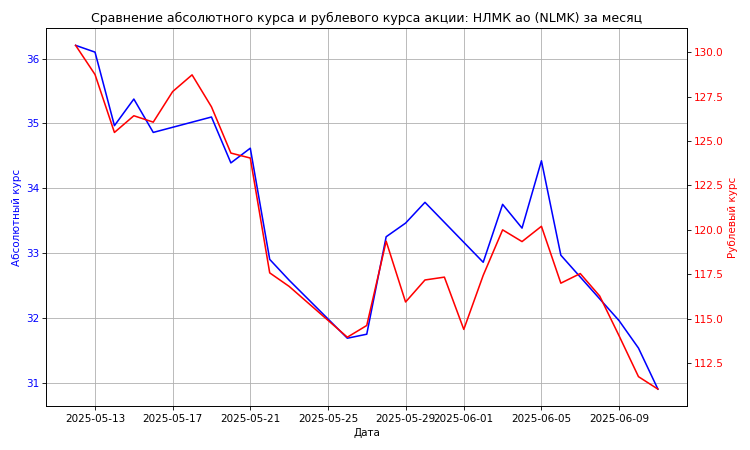 Сравнение абсолютного курса и рублевого курса акции: НЛМК ао (NLMK) за месяц
Абсолютный курс
36
35
34
33
32
31
130.0
127.5
125.0
122.5
120.0
117.5
115.0
112.5
Рублевый курс
2025-05-13 2025-05-17 2025-05-21 2025-05-25 2025-05-29 2025-06-01 2025-06-05 2025-06-09
Дата